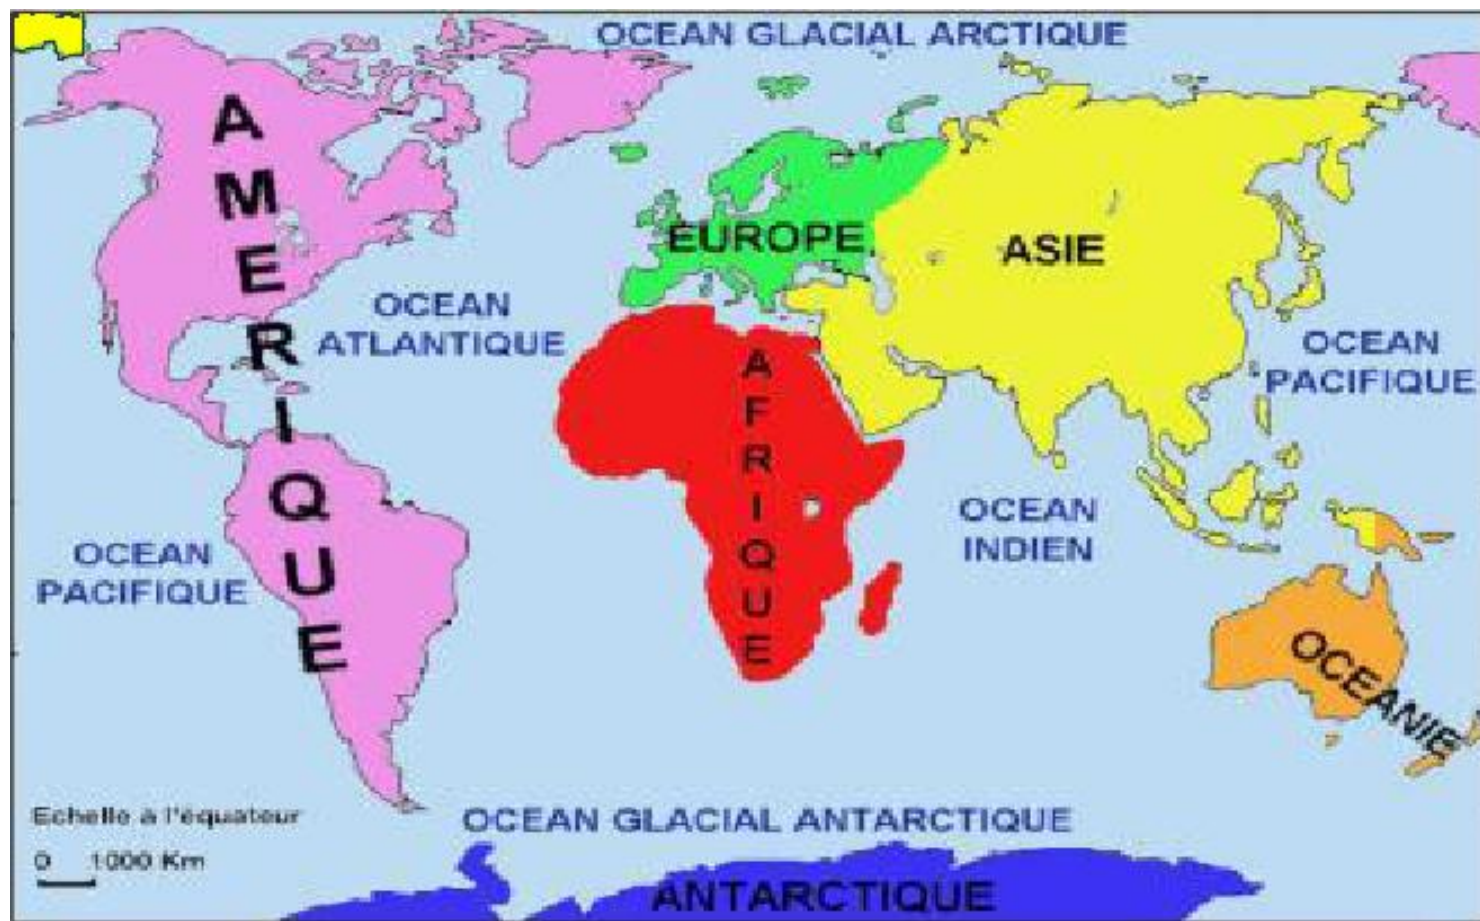 OCEAN GLACIAL ARCTIQUE
AMERIQUE
EUROPE
ASIE
OCEAN
ATLANTIQUE
AFRIQUE
OCEAN
PACIFIQUE
OCEAN
INDIEN
OCEAN
PACIFIQUE
OCEANIE
Echelle à l'équateur
0 1000 Km
OCEAN GLACIAL ANTARCTIQUE
ANTARCTIQUE